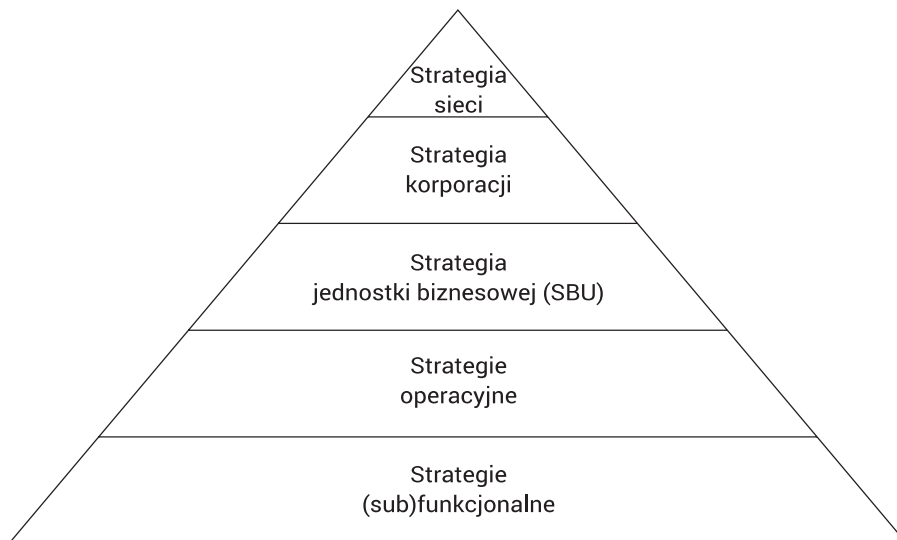 Strategia
sieci
Strategia
korporacji
Strategia
jednostki biznesowej (SBU)
Strategie
operacyjne
Strategie
(sub)funkcjonalne